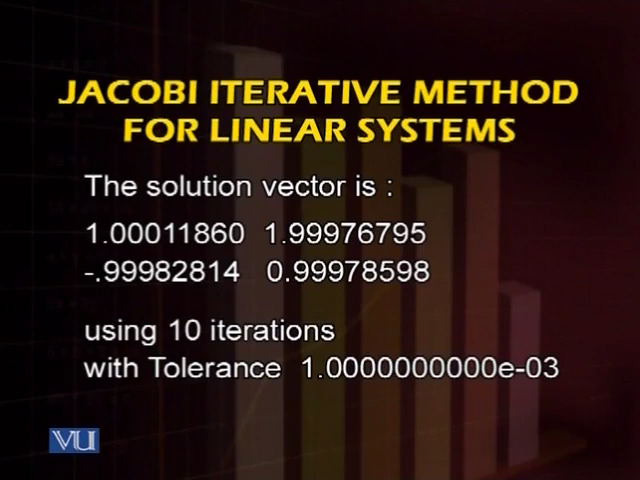 JACOBI ITERATIVE METHOD
FOR LINEAR SYSTEMS
The solution vector is :
1.00011860 1.99976795
-.99982814 0.99978598
using 10 iterations
with Tolerance 1.0000000000e-03
VU